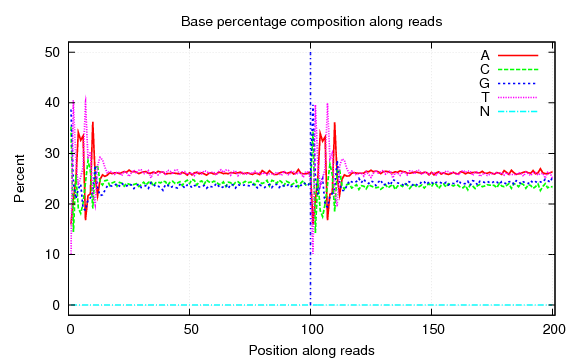 Base percentage composition along reads
50
40
30
20
10
0
Percent
A
C
G
T
N
0
50
100
150
200
Position along reads